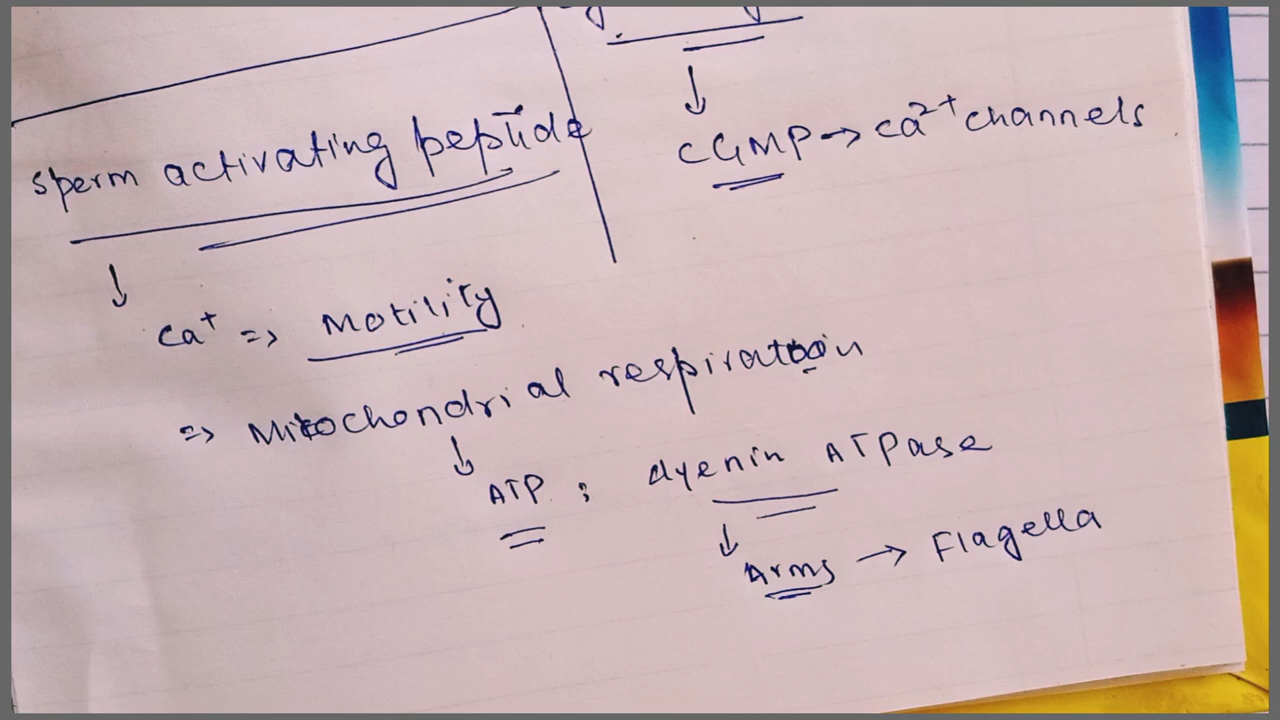 sperm activating peptide
↓
Ca⁺ => Motility
=> Mitochondrial respiration
↓
ATP ; dyenin ATPase
↓
Arms → Flagella
↓
CGMP → Ca²⁺ channels